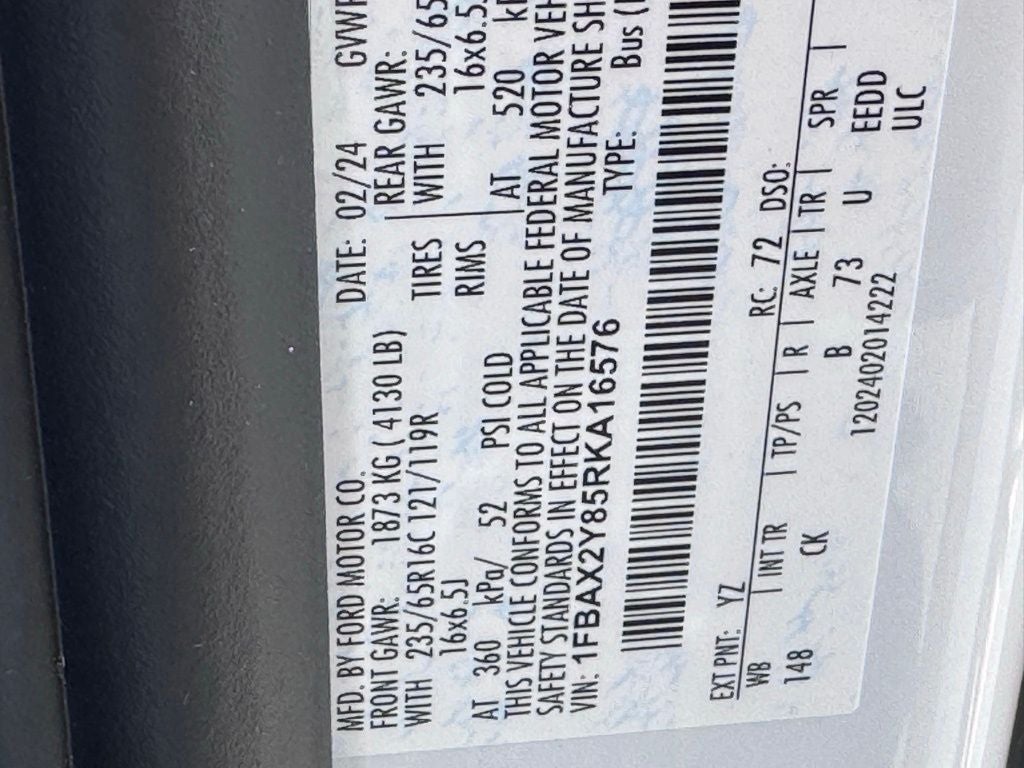 MFD. BY FORD MOTOR CO. DATE: 02/24 GVWR
FRONT GAWR: 1873 KG ( 4130 LB) REAR GAWR:
WITH 235/65R16C 121/119R TIRES WITH 235/65
16x6.5J RIMS 16x6.5J
AT 360 kPa/ 52 PSI COLD AT 520
THIS VEHICLE CONFORMS TO ALL APPLICABLE FEDERAL MOTOR VEH
SAFETY STANDARDS IN EFFECT ON THE DATE OF MANUFACTURE SH
VIN: 1FBAX2Y85RKA16576 TYPE: Bus (
EXT PNT: YZ RC: 72 DSO:
WB | INT TR | TP/PS | R | AXLE | TR | SPR |
148 CK B 73 U EEDD
1202402014222 ULC